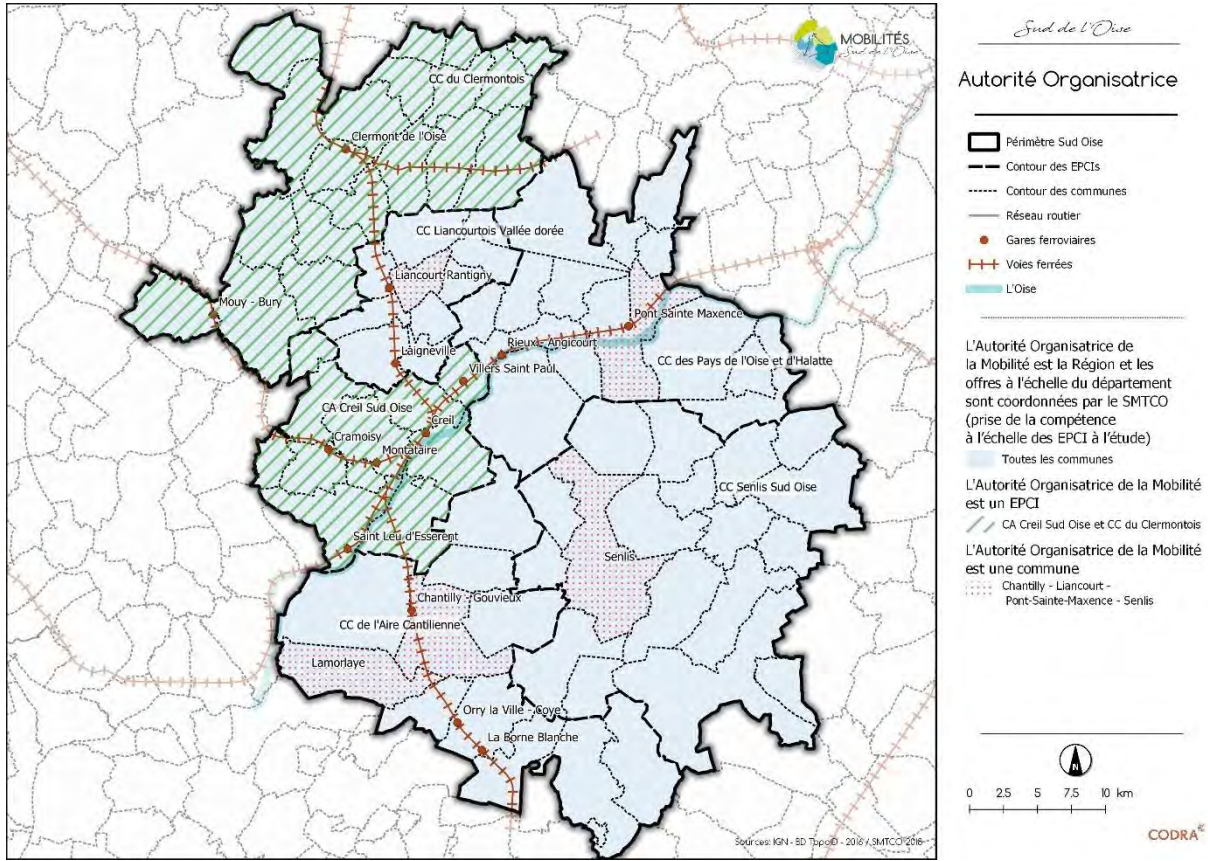 MOBILITÉS
Sud de l'Oise
CC du Clermontois
Clermont de l'Oise
CC Liancourtois Vallée dorée
Liancourt Rantigny
Mouy - Bury
Pont Sainte Maxence
Laigneville
Rieux - Angicourt
CC des Pays de l'Oise et d'Halatte
Villers Saint Paul
CA Creil Sud Oise
Creil
Cramoisy
Montataire
CC Senlis Sud Oise
Saint Leu d'Esserent
Senlis
Chantilly - Gouvieux
CC de l'Aire Cantilienne
Lamorlaye
Orry la Ville - Coye
La Borne Blanche
Sources: IGN - BD Topo© - 2016 / SMTCO 2016
Sud de l'Oise
Autorité Organisatrice
Périmètre Sud Oise
Contour des EPCIs
Contour des communes
Réseau routier
Gares ferroviaires
Voies ferrées
L'Oise
L'Autorité Organisatrice de
la Mobilité est la Région et les
offres à l'échelle du département
sont coordonnées par le SMTCO
(prise de la compétence
à l'échelle des EPCI à l'étude)
Toutes les communes
L'Autorité Organisatrice de la Mobilité
est un EPCI
CA Creil Sud Oise et CC du Clermontois
L'Autorité Organisatrice de la Mobilité
est une commune
Chantilly - Liancourt -
Pont-Sainte-Maxence - Senlis
N
0 2.5 5 7.5 10 km
CODRA